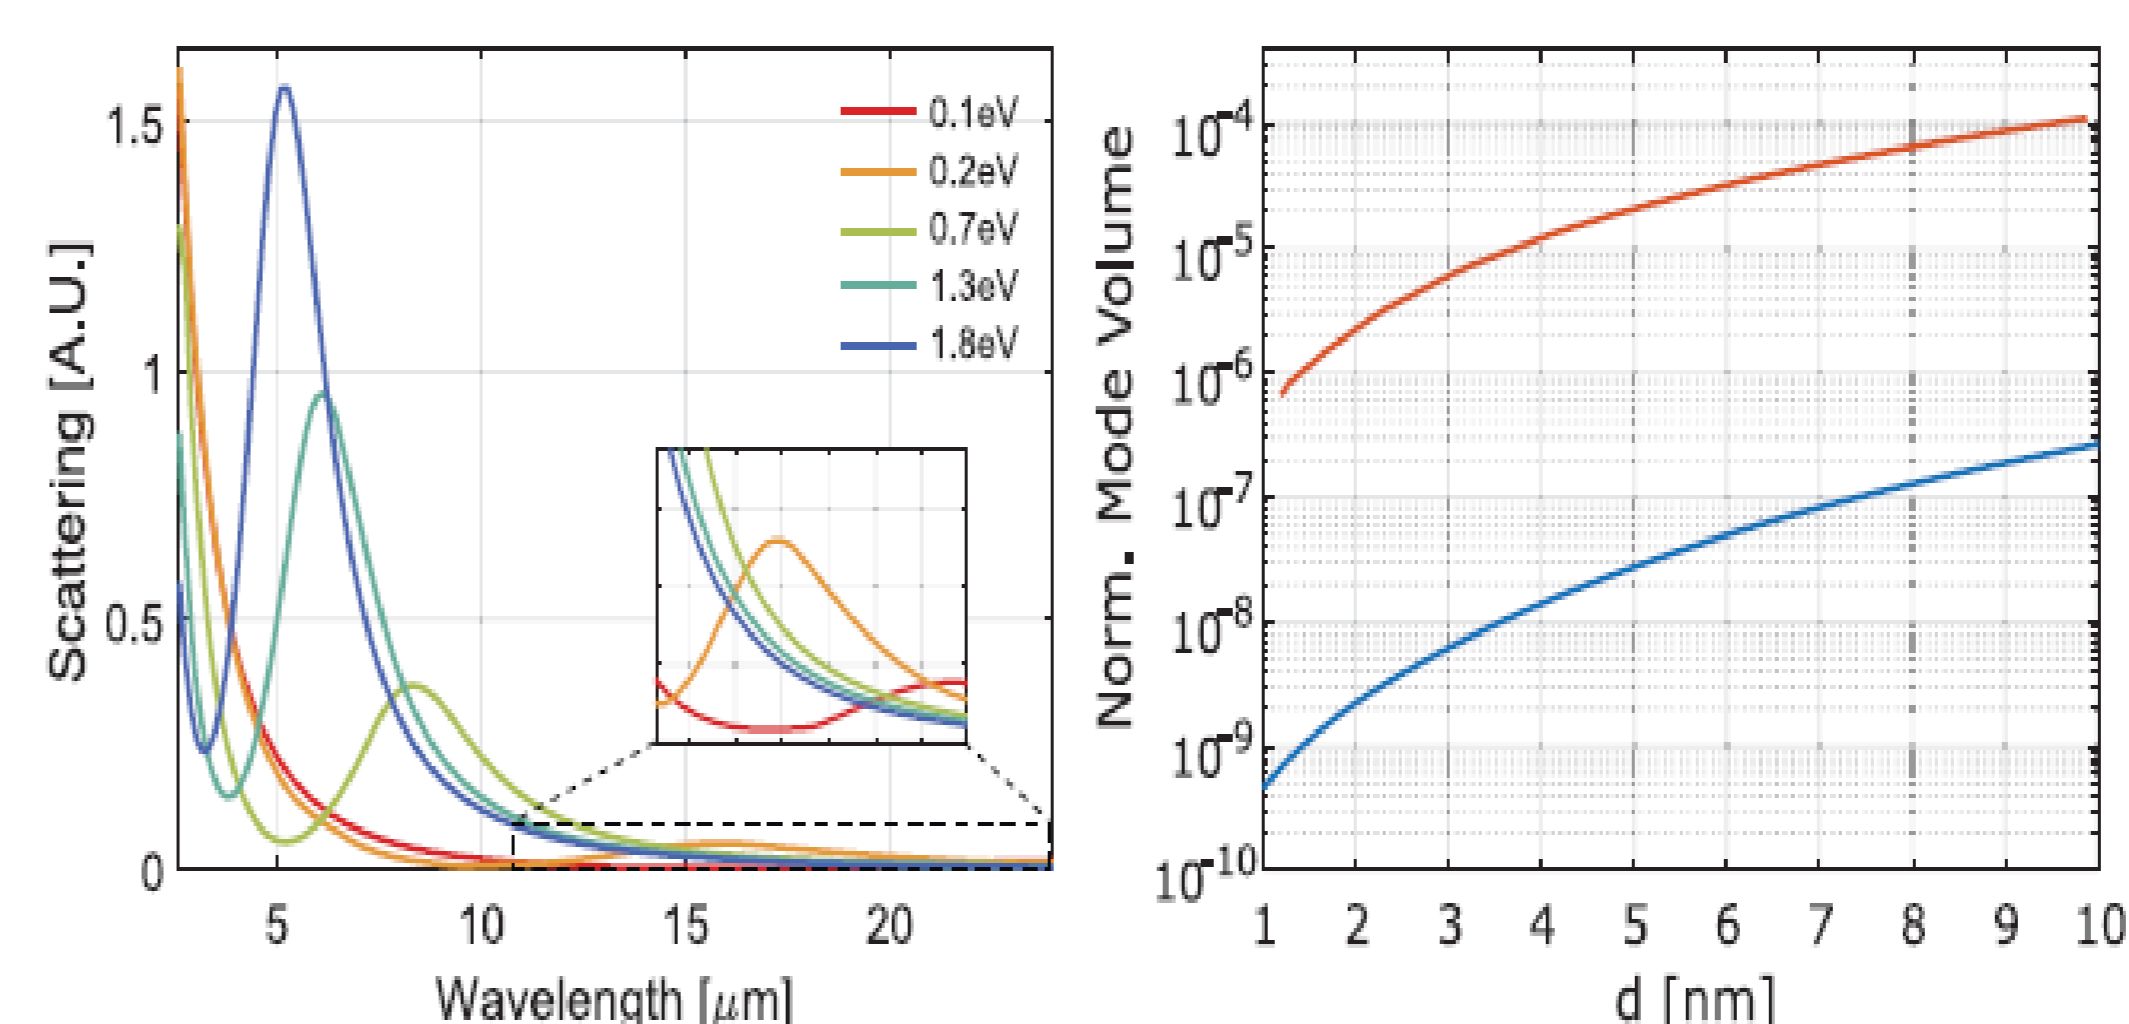 Scattering [A.U.]
1.5
1
0.5
0
5 10 15 20
Wavelength [μm]
0.1eV
0.2eV
0.7eV
1.3eV
1.8eV
Norm. Mode Volume
10-4
10-5
10-6
10-7
10-8
10-9
10-10
1 2 3 4 5 6 7 8 9 10
d [nm]